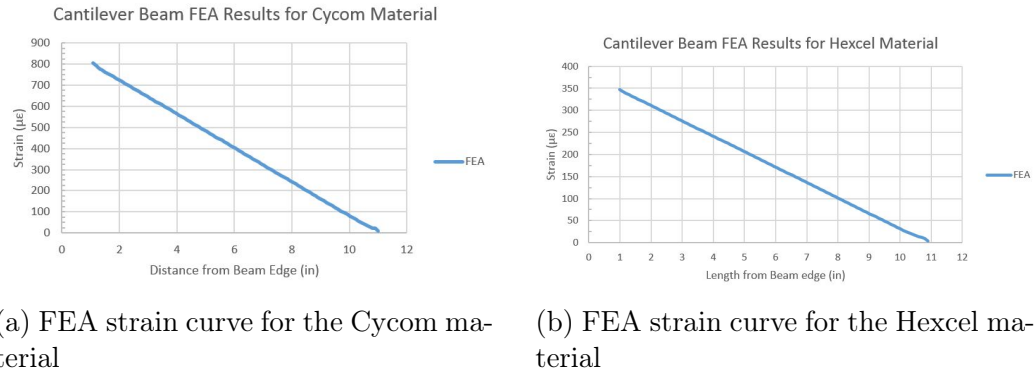 Cantilever Beam FEA Results for Cycom Material
900
800
700
600
500
400
300
200
100
0
0 2 4 6 8 10 12
Strain (με)
Distance from Beam Edge (in)
FEA
Cantilever Beam FEA Results for Hexcel Material
400
350
300
250
200
150
100
50
0
0 1 2 3 4 5 6 7 8 9 10 11 12
Strain (με)
Length from Beam edge (in)
FEA
(a) FEA strain curve for the Cycom ma-
terial
(b) FEA strain curve for the Hexcel ma-
terial